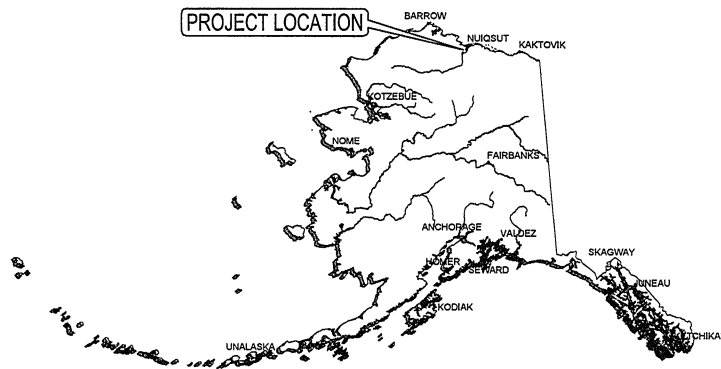 BARROW
PROJECT LOCATION
NUIQSUT
KAKTOVIK
KOTZEBUE
NOME
FAIRBANKS
ANCHORAGE
VALDEZ
SKAGWAY
HOMER
SEWARD
UNEAU
KODIAK
TCHIKA
UNALASKA